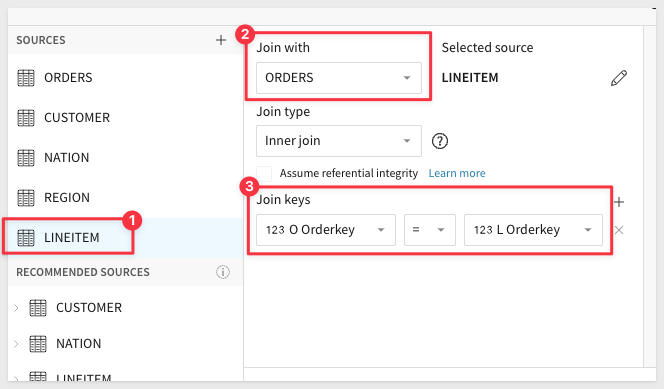 SOURCES +
ORDERS
CUSTOMER
NATION
REGION
1
LINEITEM
RECOMMENDED SOURCES
CUSTOMER
NATION
LINEITEM
2
Join with
ORDERS
Selected source
LINEITEM
Join type
Inner join
Assume referential integrity Learn more
3
Join keys +
123 O Orderkey = 123 L Orderkey